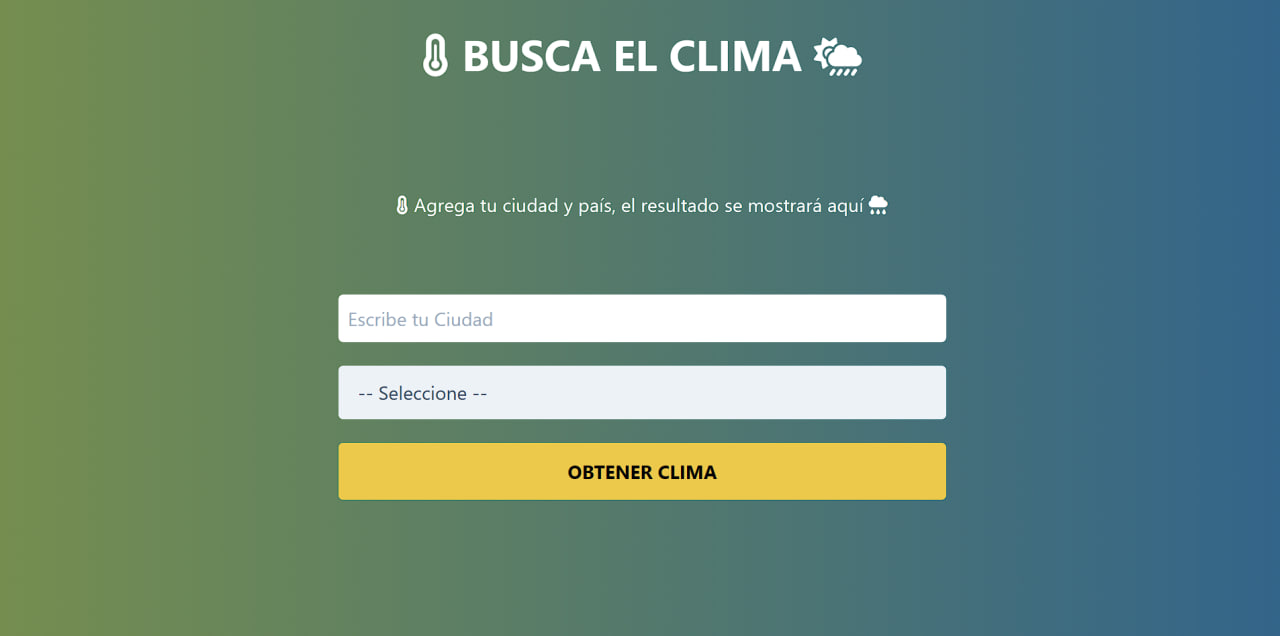 BUSCA EL CLIMA
Agrega tu ciudad y país, el resultado se mostrará aquí
Escribe tu Ciudad
-- Seleccione --
OBTENER CLIMA